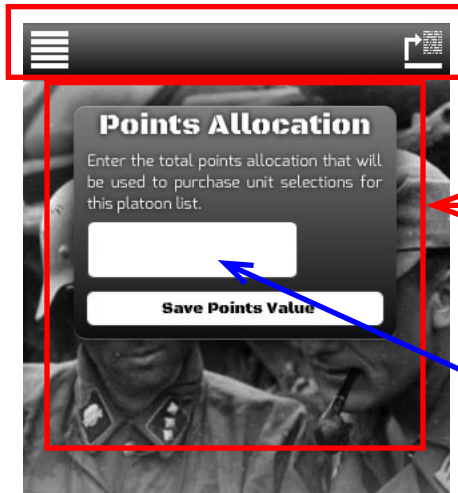 Points Allocation
Enter the total points allocation that will
be used to purchase unit selections for
this platoon list.
Save Points Value